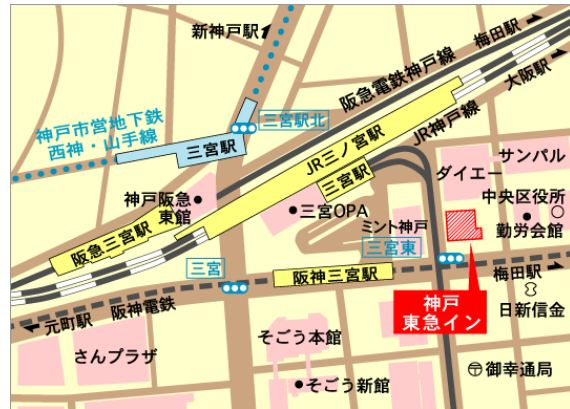 新神戸駅
梅田駅
阪急電鉄神戸線
大阪駅
神戸市営地下鉄
西神・山手線
三宮駅北
三宮駅
JR三ノ宮駅
JR神戸線
サンパル
三宮駅
ダイエー
神戸阪急
東館
三宮OPA
中央区役所
ミント神戸
勤労会館
阪急三宮駅
三宮東
三宮
阪神三宮駅
梅田駅
神戸
東急イン
日新信金
元町駅
阪神電鉄
そごう本館
さんプラザ
御幸通局
そごう新館